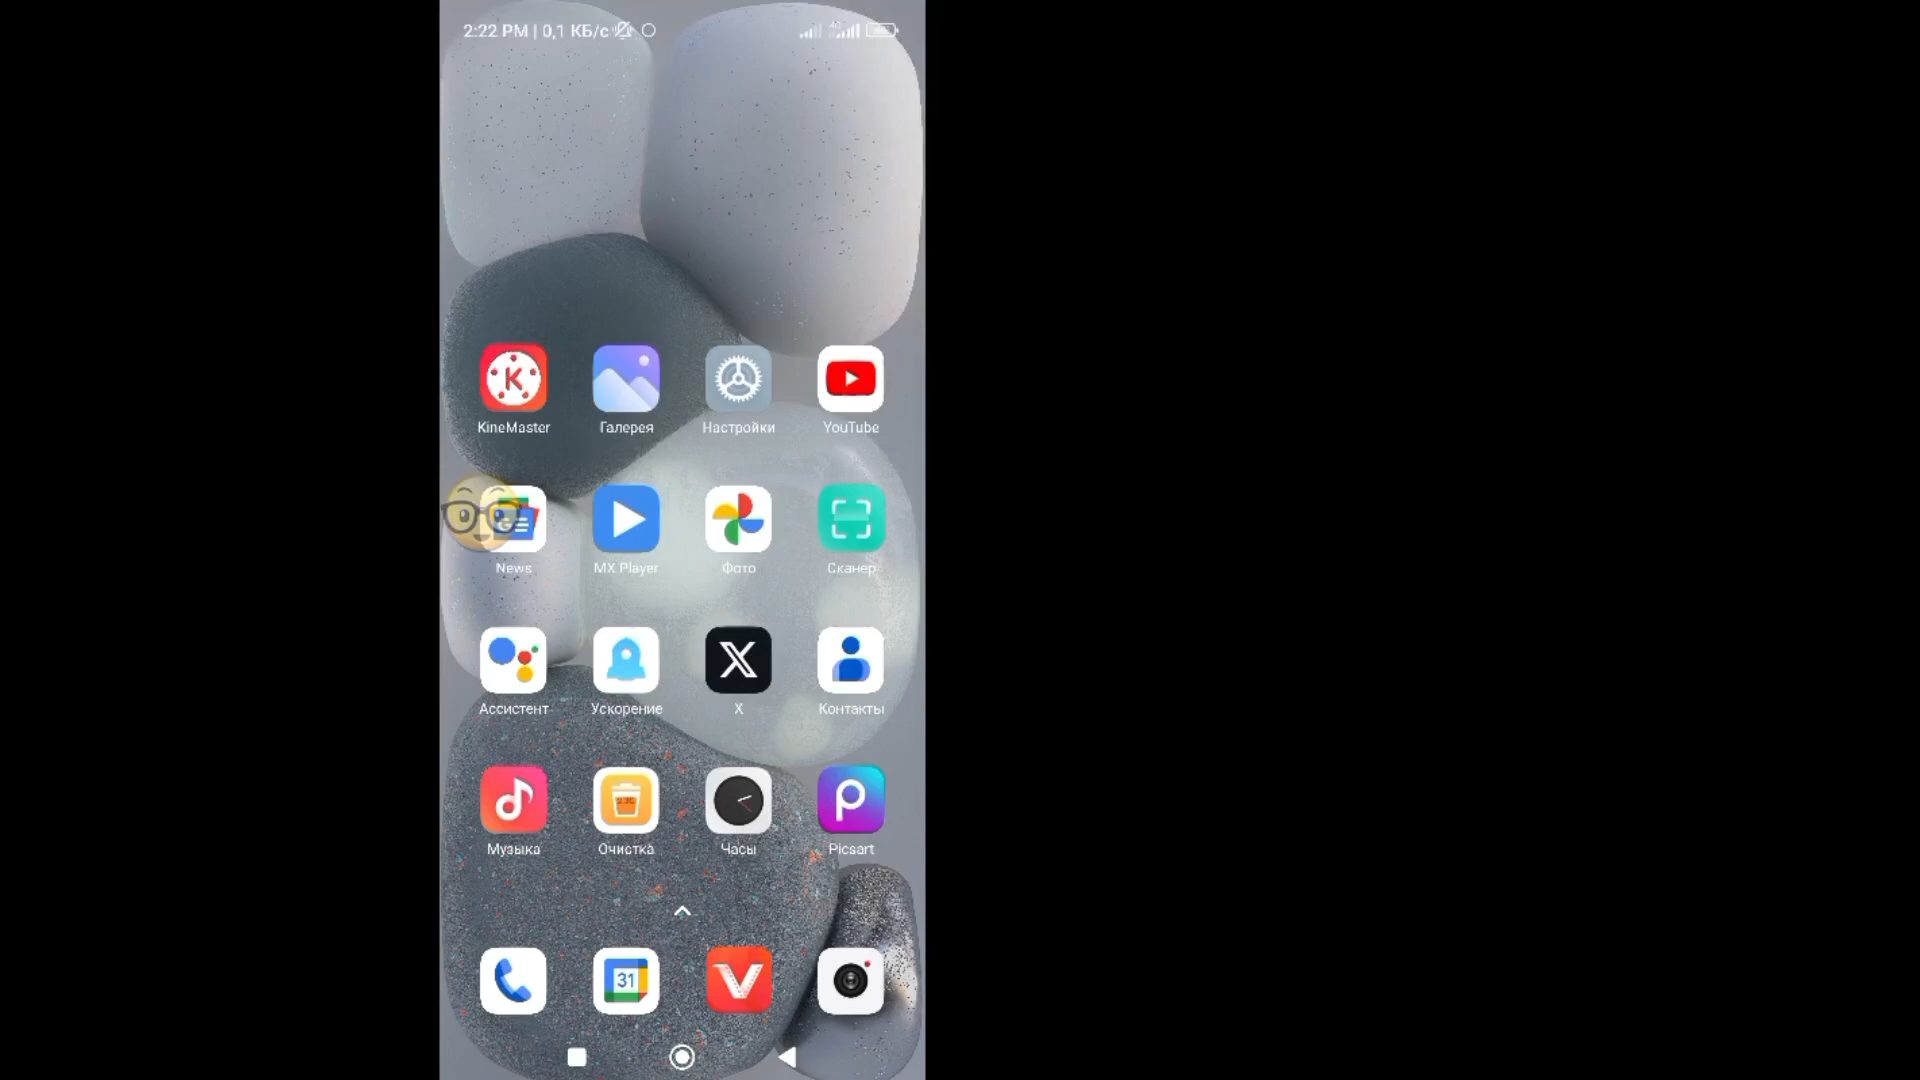 2:22 PM | 0,1 КБ/с
KineMaster
Галерея
Настройки
YouTube
News
MX Player
Фото
Сканер
Ассистент
Ускорение
X
Контакты
Музыка
Очистка
Часы
Picsart
31